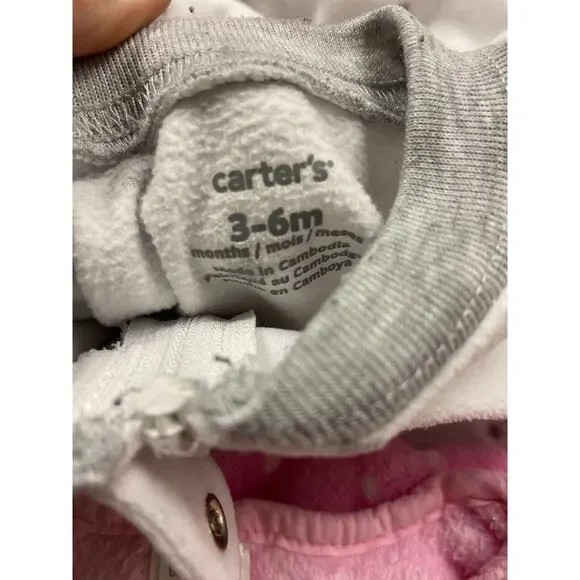 carter's®
3-6m
months / mois / meses
Made in Cambodia
fabriqué au Cambodge
en Camboya